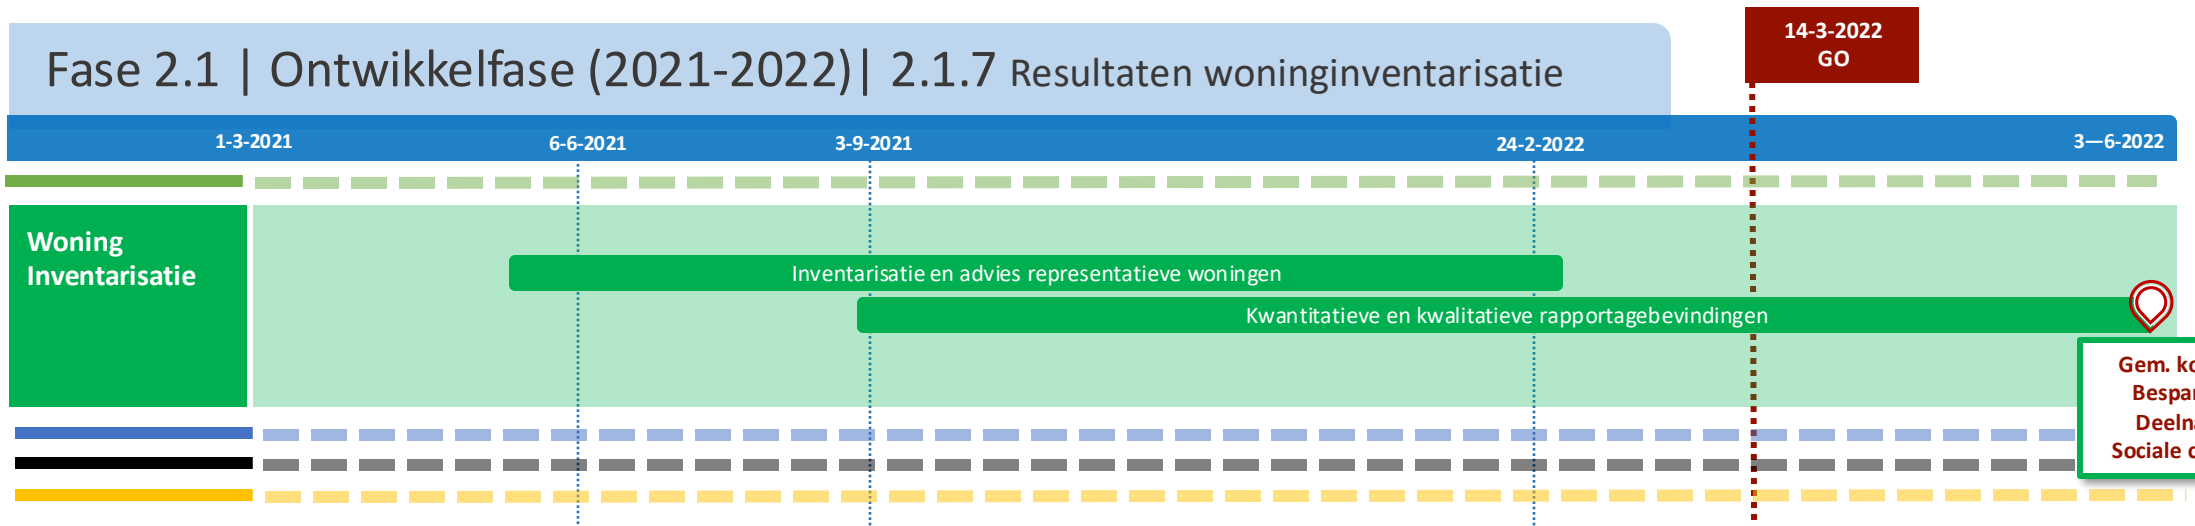 14-3-2022
GO
Fase 2.1 | Ontwikkelfase (2021-2022)| 2.1.7 Resultaten woninginventarisatie
1-3-2021
6-6-2021
3-9-2021
24-2-2022
3—6-2022
Woning
Inventarisatie
Inventarisatie en advies representatieve woningen
Kwantitatieve en kwalitatieve rapportagebevindingen
Gem.
Sociale